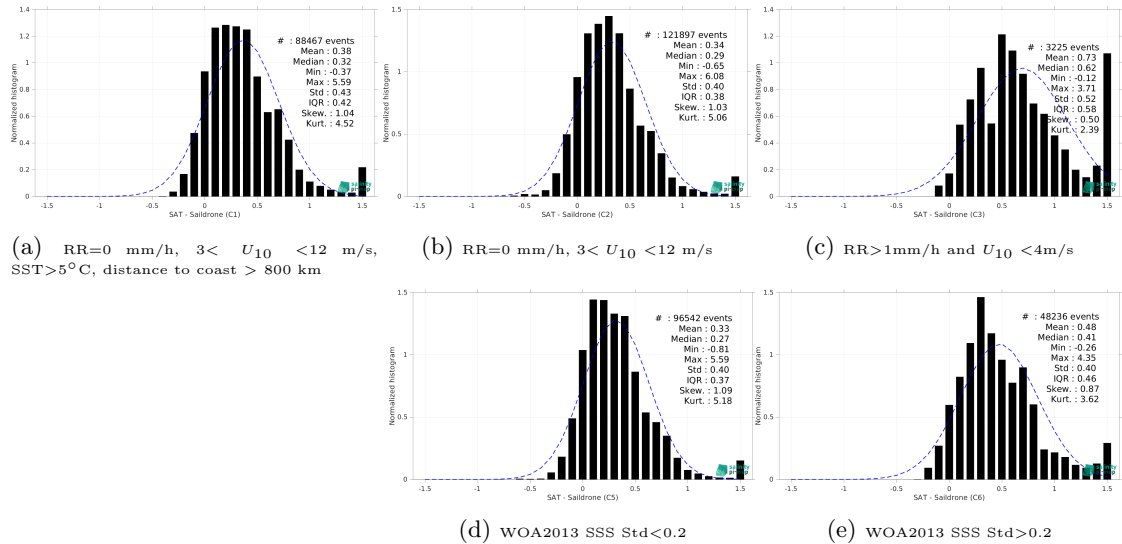 1.4
1.2
1
0.8
0.6
0.4
0.2
0
Normalized histogram
# : 88467 events
Mean : 0.38
Median : 0.32
Min : -0.37
Max : 5.59
Std : 0.43
IQR : 0.42
Skew. : 1.04
Kurt. : 4.52
-1.5 -1 -0.5 0 0.5 1 1.5
SAT - Saildrone (C1)
(a) RR=0 mm/h, 3< U10 <12 m/s,
SST>5°C, distance to coast > 800 km
1.5
1
0.5
0
Normalized histogram
# : 121897 events
Mean : 0.34
Median : 0.29
Min : -0.65
Max : 6.08
Std : 0.40
IQR : 0.38
Skew. : 1.03
Kurt. : 5.06
-1.5 -1 -0.5 0 0.5 1 1.5
SAT - Saildrone (C2)
(b) RR=0 mm/h, 3< U10 <12 m/s
1.4
1.2
1
0.8
0.6
0.4
0.2
0
Normalized histogram
# : 3225 events
Mean : 0.73
Median : 0.62
Min : -0.12
Max : 3.71
Std : 0.52
IQR : 0.58
Skew. : 0.50
Kurt. : 2.39
-1.5 -1 -0.5 0 0.5 1 1.5
SAT - Saildrone (C3)
(c) RR>1mm/h and U10 <4m/s
1.5
1
0.5
0
Normalized histogram
# : 96542 events
Mean : 0.33
Median : 0.27
Min : -0.81
Max : 5.59
Std : 0.40
IQR : 0.37
Skew. : 1.09
Kurt. : 5.18
-1.5 -1 -0.5 0 0.5 1 1.5
SAT - Saildrone (C5)
(d) WOA2013 SSS Std<0.2
1.5
1
0.5
0
Normalized histogram
# : 48236 events
Mean : 0.48
Median : 0.41
Min : -0.26
Max : 4.35
Std : 0.40
IQR : 0.46
Skew. : 0.87
Kurt. : 3.62
-1.5 -1 -0.5 0 0.5 1 1.5
SAT - Saildrone (C6)
(e) WOA2013 SSS Std>0.2